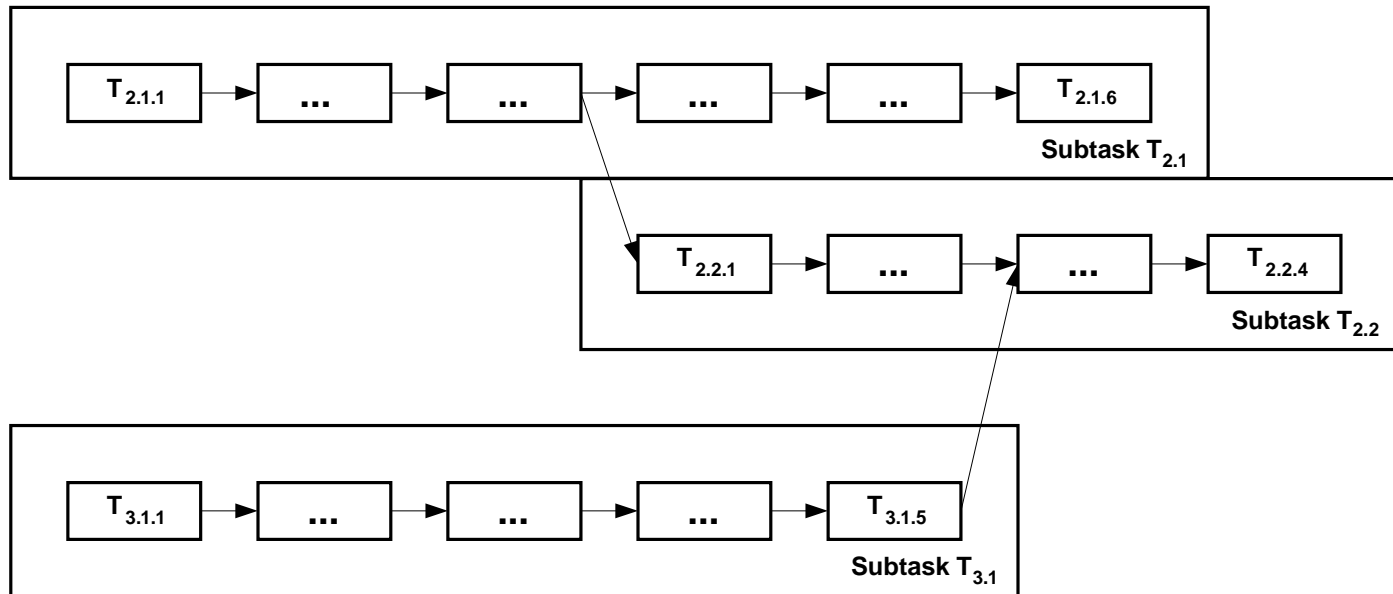 T2.1.1 ... ... ... ... T2.1.6
Subtask T2.1
T2.2.1 ... ... T2.2.4
Subtask T2.2
T3.1.1 ... ... ... T3.1.5
Subtask T3.1